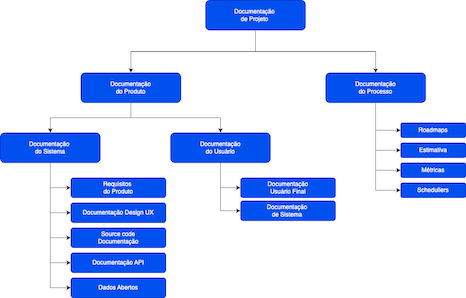 Documentação
de Projeto
Documentação
do Produto
Documentação
do Processo
Documentação
do Sistema
Documentação
do Usuário
Requisitos
do Produto
Documentação Design UX
Source code
Documentação
Documentação API
Dados Abertos
Documentação
Usuário Final
Documentação
de Sistema
Roadmaps
Estimativa
Métricas
Schedullers